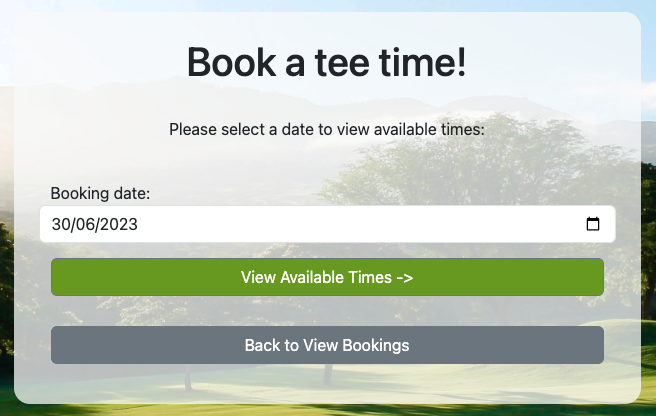 Book a tee time!
Please select a date to view available times:
Booking date:
30/06/2023
View Available Times ->
Back to View Bookings